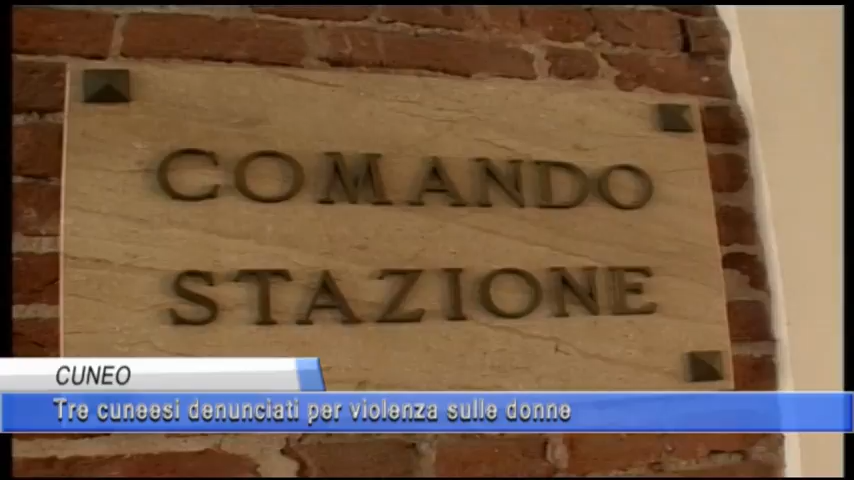 COMANDO
STAZIONE
CUNEO
Tre cuneesi denunciati per violenza sulle donne